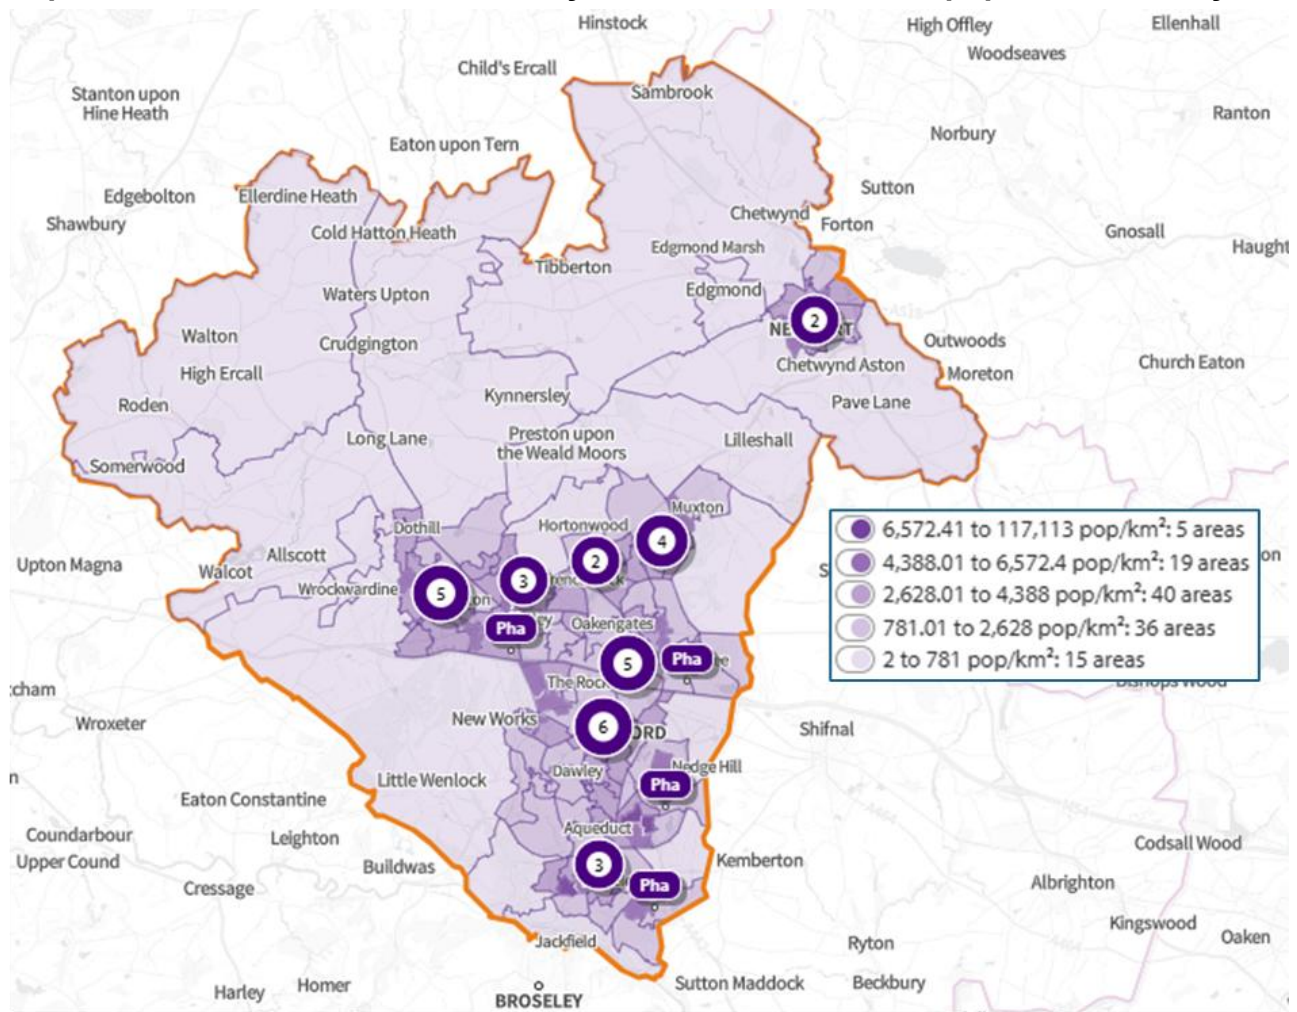 Hinstock
High Offley
Ellenhall
Woodseaves
Child's Ercall
Stanton upon
Hine Heath
Sambrook
Ranton
Norbury
Eaton upon Tern
Edgebolton
Ellerdine Heath
Sutton
Shawbury
Chetwynd
Forton
Cold Hatton Heath
Gnosall
Edgmond Marsh
Haught
Tibberton
Waters Upton
Edgmond
2
Walton
Crudgington
Outwoods
High Ercall
Chetwynd Aston
Moreton
Church Eaton
Roden
Kynnersley
Pave Lane
Long Lane
Preston upon
the Weald Moors
Lilleshall
Somerwood
Muxton
Dothill
Hortonwood
4
6,572.41 to 117,113 pop/km²: 5 areas
4,388.01 to 6,572.4 pop/km²: 19 areas
2,628.01 to 4,388 pop/km²: 40 areas
781.01 to 2,628 pop/km²: 36 areas
2 to 781 pop/km²: 15 areas
Allscott
Upton Magna
Walcot
Wrockwardine
5
3
2
Pha
Oakengates
5
Pha
The Roc
New Works
6
ORD
Wroxeter
Shifnal
Little Wenlock
Dawley
Nedge Hill
Pha
Eaton Constantine
Coundarbour
Leighton
Aqueduct
Codsall Wood
Upper Cound
Buildwas
3
Kemberton
Cressage
Pha
Albrighton
Kingswood
Jackfield
Ryton
Oaken
Harley
Homer
BROSELEY
Sutton Maddock
Beckbury